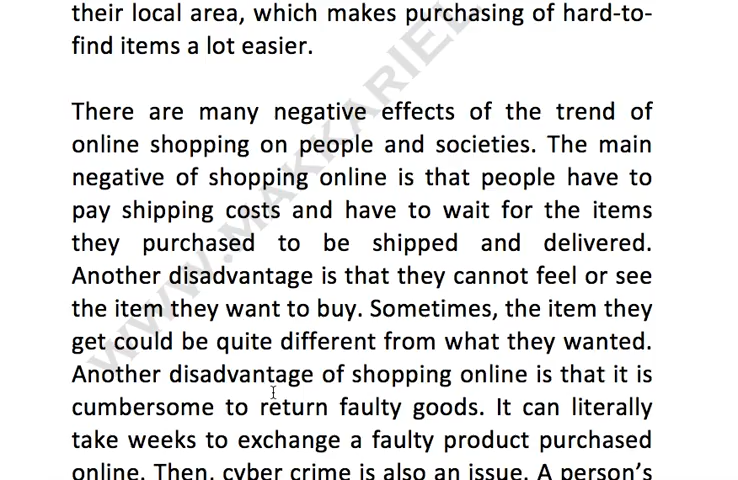 their local area, which makes purchasing of hard-to-
find items a lot easier.
There are many negative effects of the trend of
online shopping on people and societies. The main
negative of shopping online is that people have to
pay shipping costs and have to wait for the items
they purchased to be shipped and delivered.
Another disadvantage is that they cannot feel or see
the item they want to buy. Sometimes, the item they
get could be quite different from what they wanted.
Another disadvantage of shopping online is that it is
cumbersome to return faulty goods. It can literally
take weeks to exchange a faulty product purchased
online. Then, cyber crime is also an issue. A person’s
WWW.MAKKARIEL